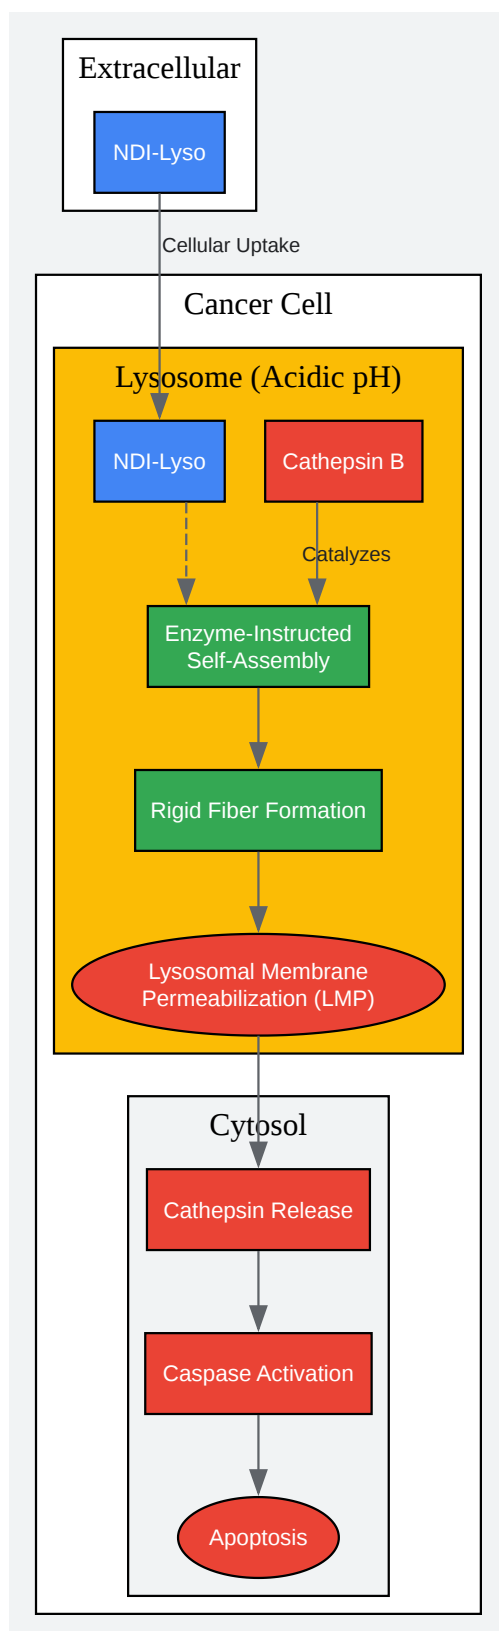 Extracellular
NDI-Lyso
Cellular Uptake
Cancer Cell
Lysosome (Acidic pH)
NDI-Lyso
Cathepsin B
Catalyzes
Enzyme-Instructed
Self-Assembly
Rigid Fiber Formation
Lysosomal Membrane
Permeabilization (LMP)
Cytosol
Cathepsin Release
Caspase Activation
Apoptosis